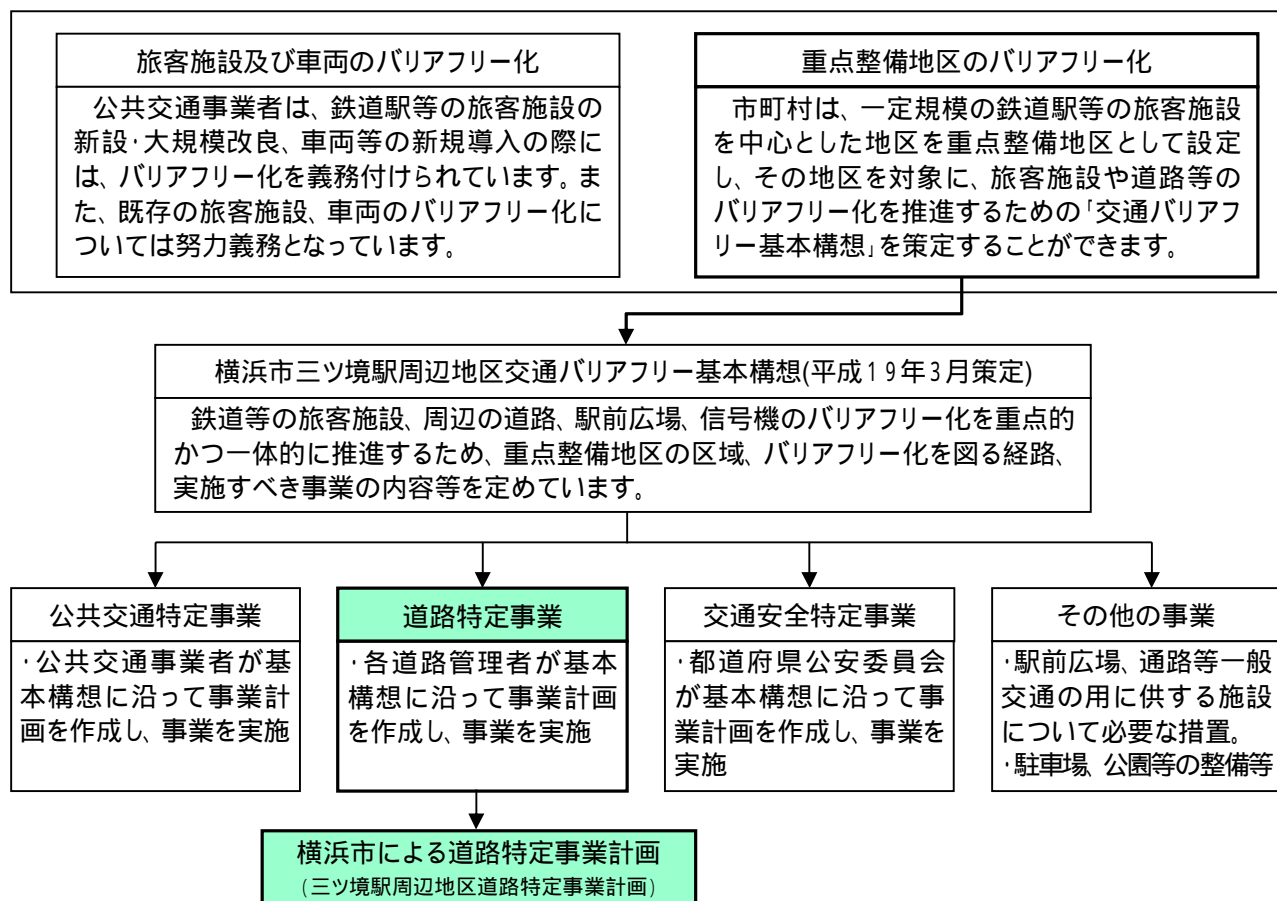 旅客施設及び車両のバリアフリー化
公共交通事業者は、鉄道駅等の旅客施設の
新設・大規模改良、車両等の新規導入の際に
は、バリアフリー化を義務付けられています。ま
た、既存の旅客施設、車両のバリアフリー化に
ついては努力義務となっています。
重点整備地区のバリアフリー化
市町村は、一定規模の鉄道駅等の旅客施設
を中心とした地区を重点整備地区として設定
し、その地区を対象に、旅客施設や道路等の
バリアフリー化を推進するための「交通バリアフ
リー基本構想」を策定することができます。
横浜市三ツ境駅周辺地区交通バリアフリー基本構想(平成19年3月策定)
鉄道等の旅客施設、周辺の道路、駅前広場、信号機のバリアフリー化を重点的
かつ一体的に推進するため、重点整備地区の区域、バリアフリー化を図る経路、
実施すべき事業の内容等を定めています。
公共交通特定事業
・公共交通事業者が基
本構想に沿って事業計
画を作成し、事業を実施
道路特定事業
・各道路管理者が基本
構想に沿って事業計画
を作成し、事業を実施
交通安全特定事業
・都道府県公安委員会
が基本構想に沿って事
業計画を作成し、事業を
実施
その他の事業
・駅前広場、通路等一般
交通の用に供する施設
について必要な措置。
・駐車場、公園等の整備等
横浜市による道路特定事業計画
(三ツ境駅周辺地区道路特定事業計画)